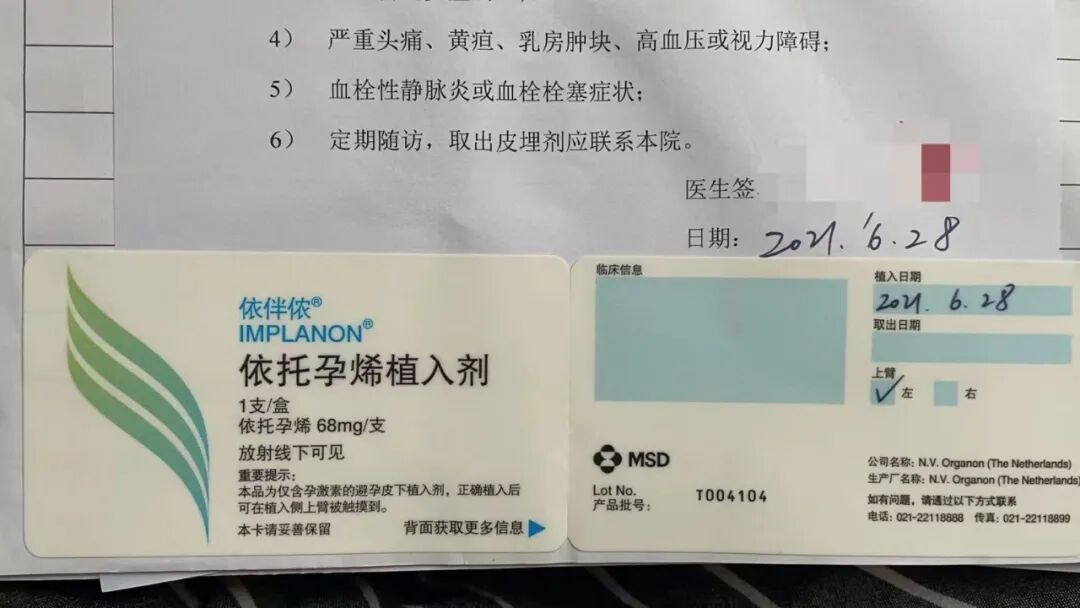 4） 严重头痛、黄疸、乳房肿块、高血压或视力障碍；
5） 血栓性静脉炎或血栓栓塞症状；
6） 定期随访，取出皮埋剂应联系本院。
医生签
日期：2021.6.28
依伴侬®
IMPLANON®
依托孕烯植入剂
1支/盒
依托孕烯 68mg/支
放射线下可见
重要提示：
本品为仅含孕激素的避孕皮下植入剂，正确植入后
可在植入侧上臂被触摸到。
本卡请妥善保留
背面获取更多信息
临床信息
植入日期
2021. 6. 28
取出日期
上臂
✓ 左 右
MSD
Lot No.
产品批号： T004104
公司名称：N.V. Organon (The Netherlands)
生产厂名称：N.V. Organon (The Netherlands)
如有问题，请通过以下方式联系
电话：021-22118888 传真：021-22118899